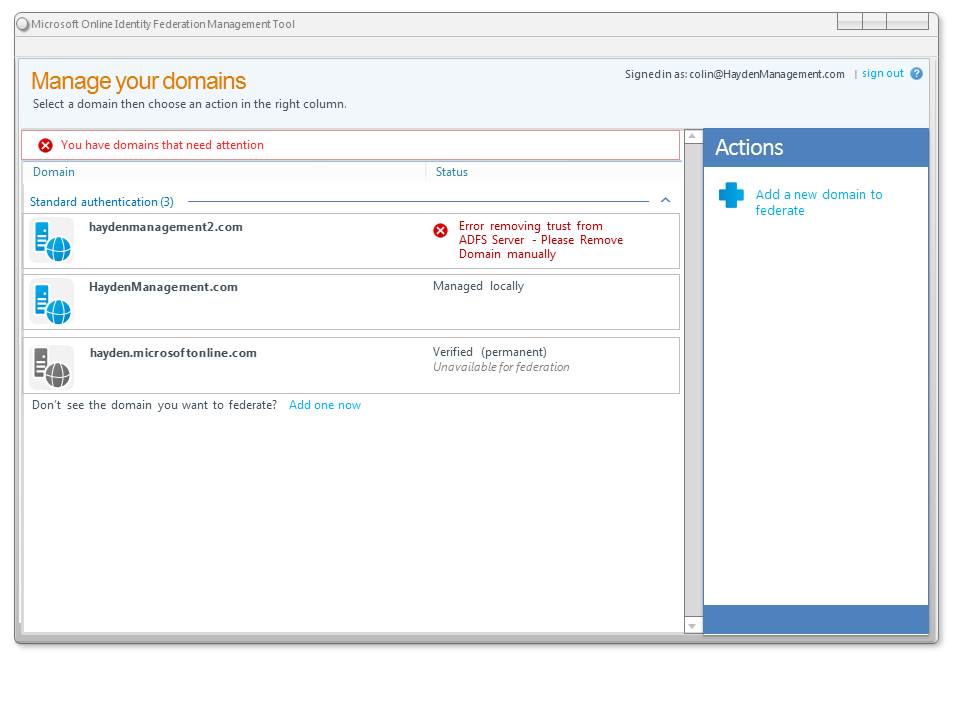 Microsoft Online Identity Federation Management Tool
Manage your domains
Signed in as: colin@HaydenManagement.com | sign out ?
Select a domain then choose an action in the right column.
You have domains that need attention
Domain Status
Standard authentication (3)
haydenmanagement2.com
Error removing trust from
ADFS Server - Please Remove
Domain manually
HaydenManagement.com
Managed locally
hayden.microsoftonline.com
Verified (permanent)
Unavailable for federation
Don't see the domain you want to federate? Add one now
Actions
Add a new domain to
federate